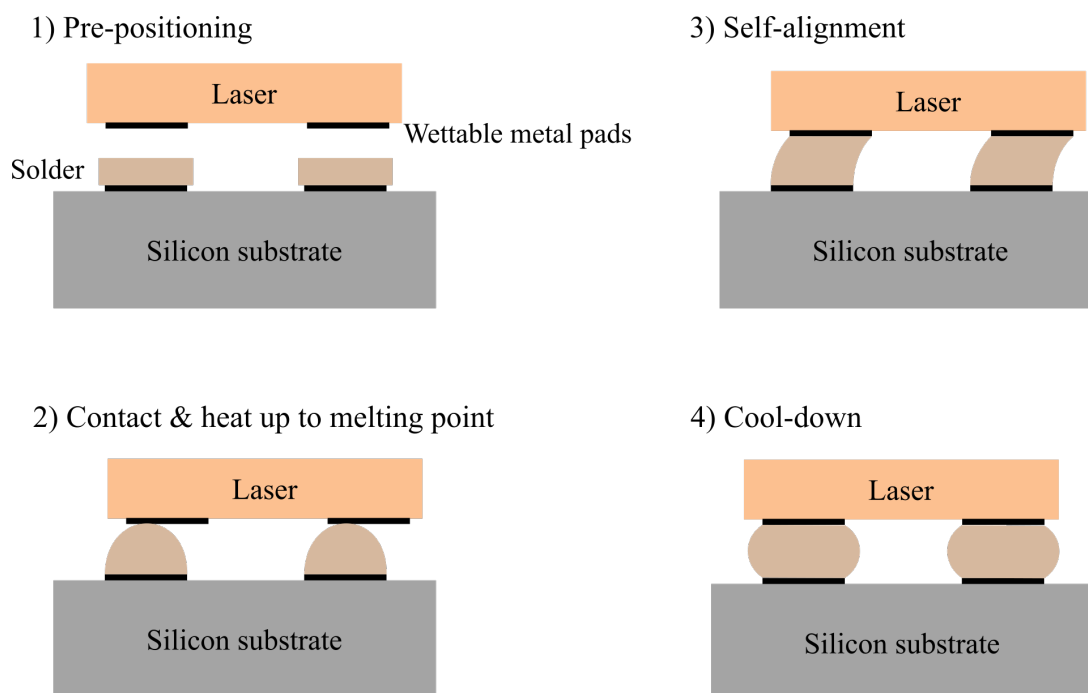 1) Pre-positioning
Laser
Wettable metal pads
Solder
Silicon substrate
2) Contact & heat up to melting point
Laser
Silicon substrate
3) Self-alignment
Laser
Silicon substrate
4) Cool-down
Laser
Silicon substrate